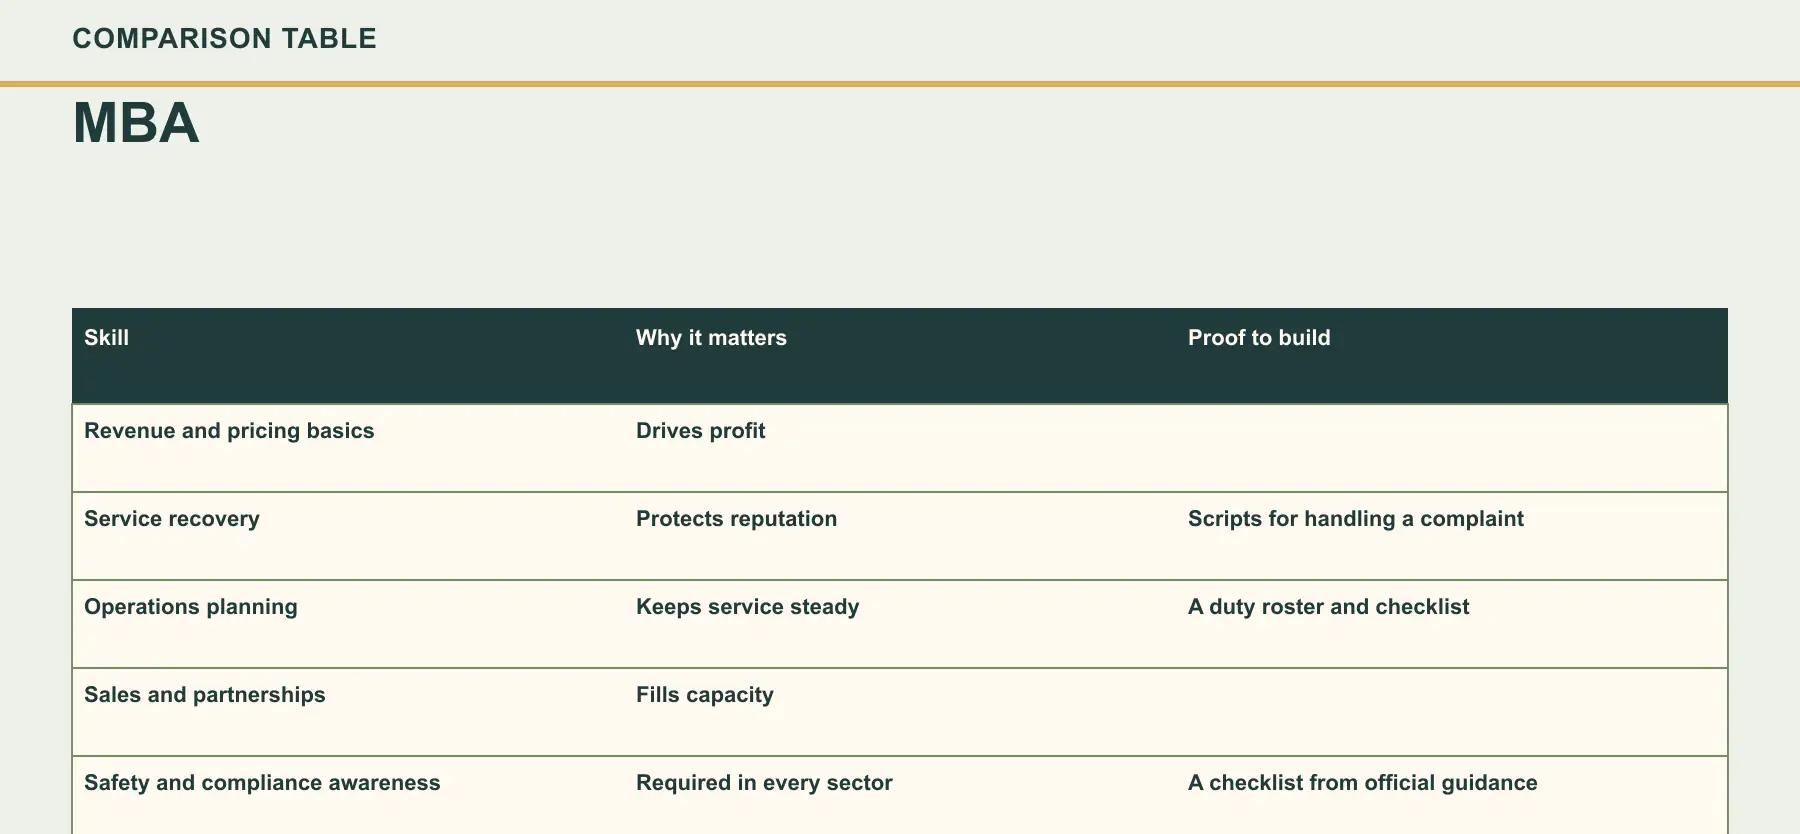 COMPARISON TABLE
MBA
Skill Why it matters Proof to build
Revenue and pricing basics Drives profit
Service recovery Protects reputation Scripts for handling a complaint
Operations planning Keeps service steady A duty roster and checklist
Sales and partnerships Fills capacity
Safety and compliance awareness Required in every sector A checklist from official guidance